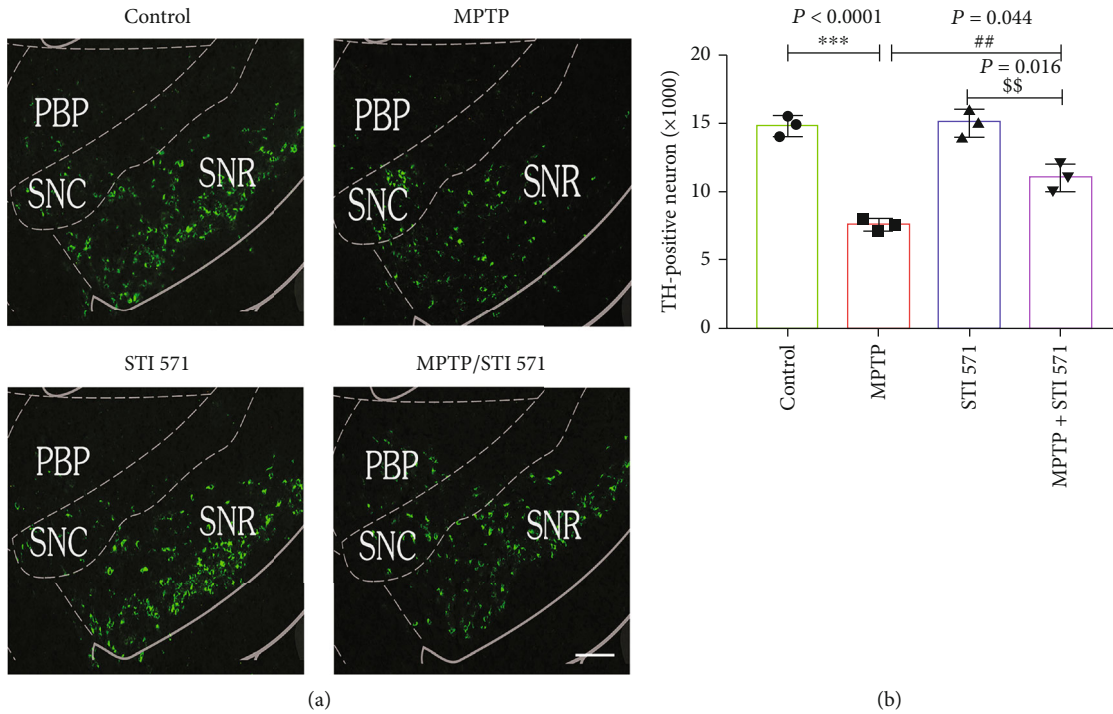 Control
MPTP
PBP
SNC
SNR
PBP
SNC
SNR
STI 571
MPTP/STI 571
PBP
SNC
SNR
PBP
SNC
SNR
(a)
P < 0.0001
P = 0.044
***
##
P = 0.016
$$
TH-positive neuron (×1000)
20
15
10
5
0
Control
MPTP
STI 571
MPTP + STI 571
(b)